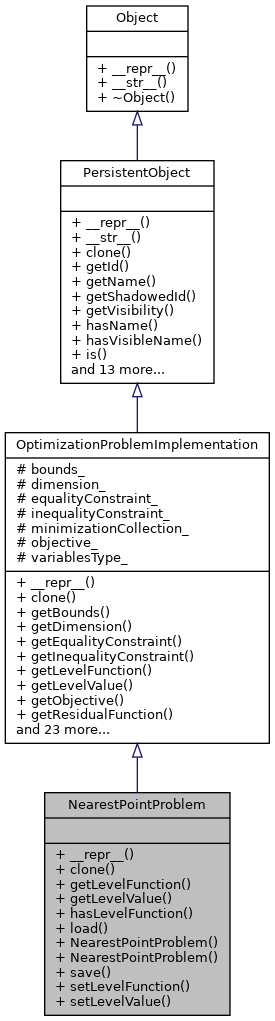 Object
+ __repr__()
+ __str__()
+ ~Object()
PersistentObject
+ __repr__()
+ __str__()
+ clone()
+ getId()
+ getName()
+ getShadowedId()
+ getVisibility()
+ hasName()
+ hasVisibleName()
+ is()
and 13 more...
OptimizationProblemImplementation
# bounds_
# dimension_
# equalityConstraint_
# inequalityConstraint_
# minimizationCollection_
# objective_
# variablesType_
+ __repr__()
+ clone()
+ getBounds()
+ getDimension()
+ getEqualityConstraint()
+ getInequalityConstraint()
+ getLevelFunction()
+ getLevelValue()
+ getObjective()
+ getResidualFunction()
and 23 more...
NearestPointProblem
+ __repr__()
+ clone()
+ getLevelFunction()
+ getLevelValue()
+ hasLevelFunction()
+ load()
+ NearestPointProblem()
+ NearestPointProblem()
+ save()
+ setLevelFunction()
+ setLevelValue()